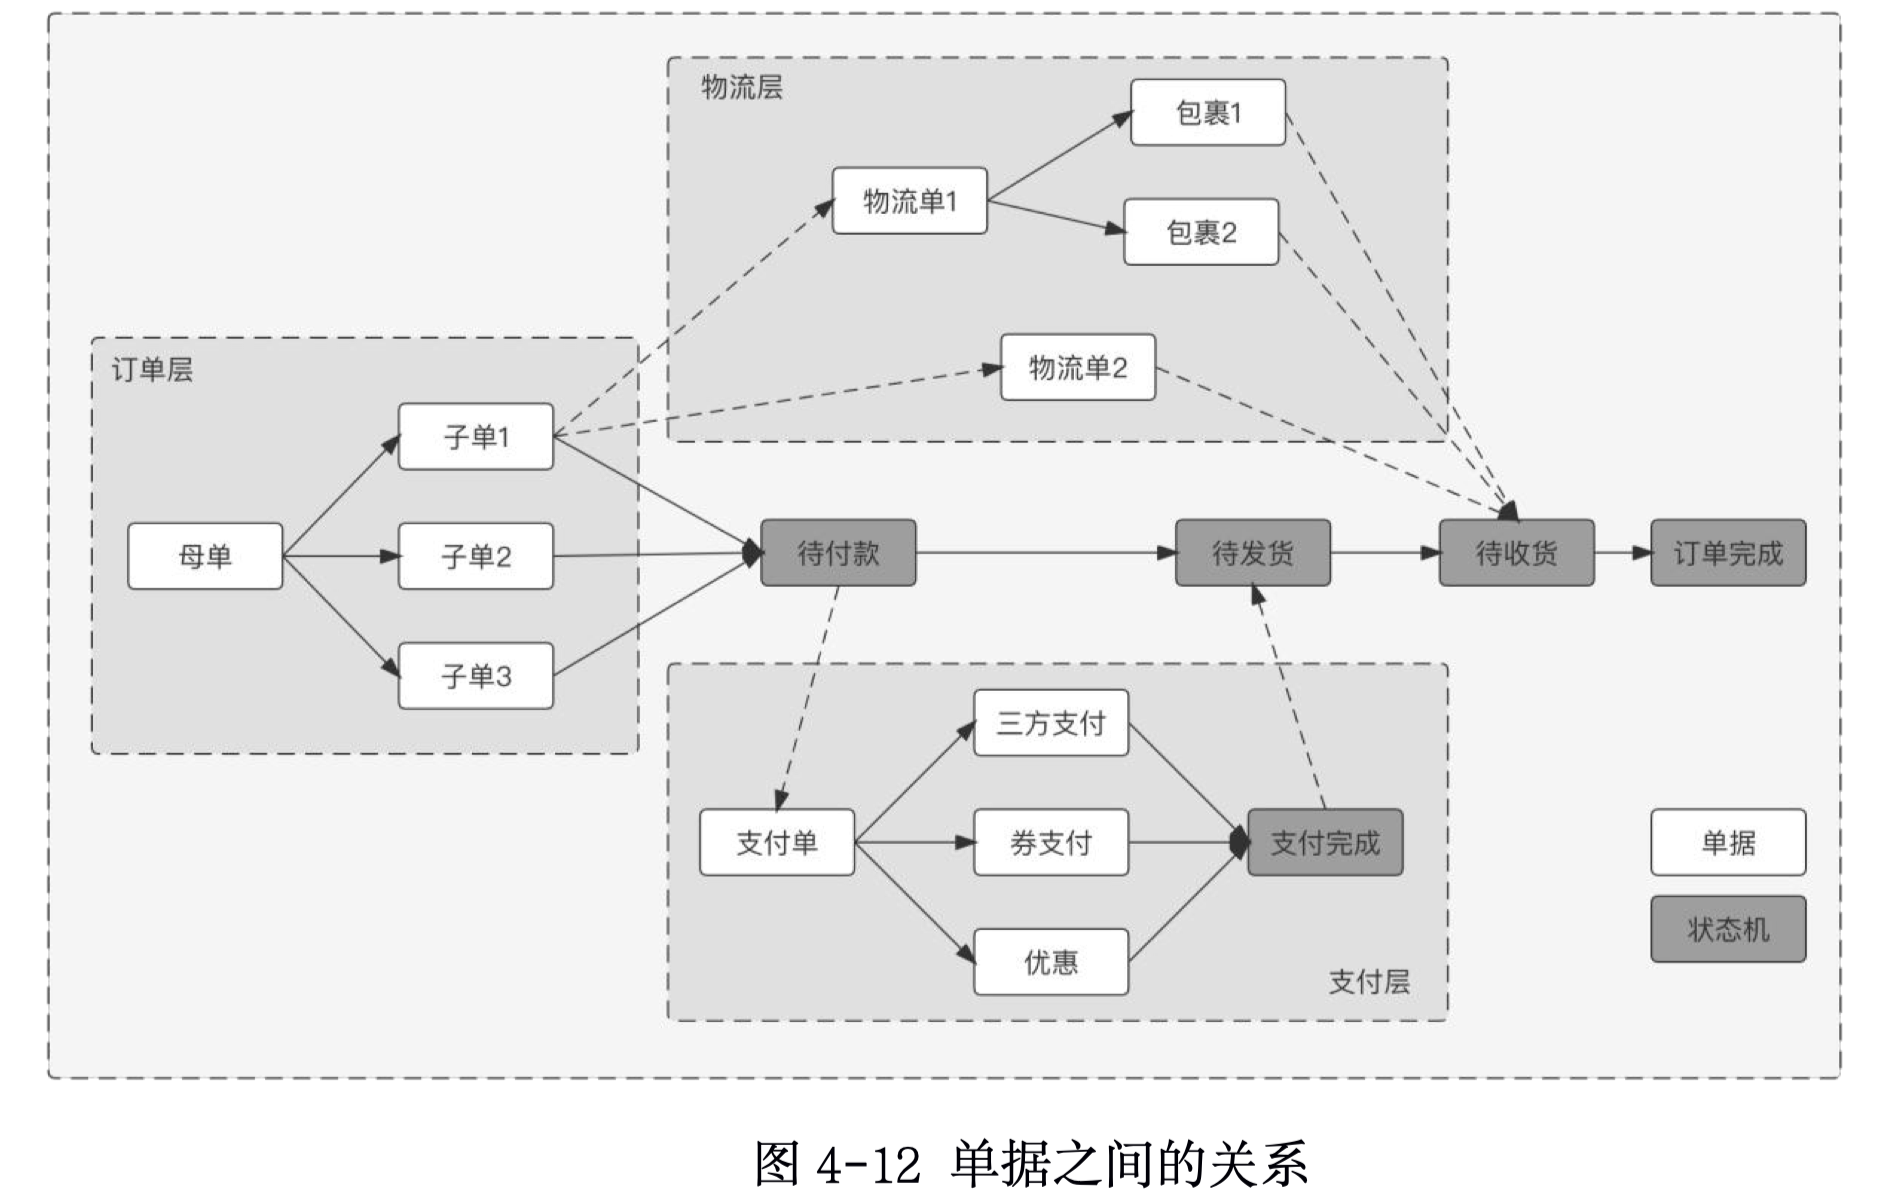 物流层
包裹1
物流单1
包裹2
物流单2
订单层
子单1
母单
子单2
子单3
待付款
待发货
待收货
订单完成
三方支付
支付单
券支付
支付完成
优惠
支付层
单据
状态机
图 4-12 单据之间的关系